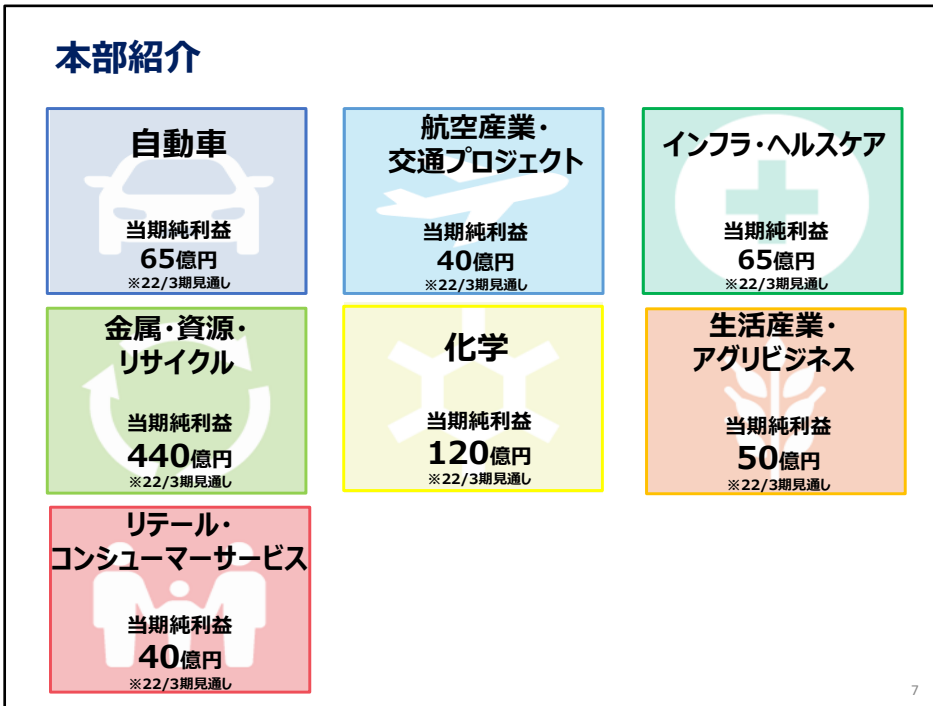 本部紹介
自動車
当期純利益
65億円
※22/3期見通し
航空産業・
交通プロジェクト
当期純利益
40億円
※22/3期見通し
インフラ・ヘルスケア
当期純利益
65億円
※22/3期見通し
金属・資源・
リサイクル
当期純利益
440億円
※22/3期見通し
化学
当期純利益
120億円
※22/3期見通し
生活産業・
アグリビジネス
当期純利益
50億円
※22/3期見通し
リテール・
コンシューマーサービス
当期純利益
40億円
※22/3期見通し
7